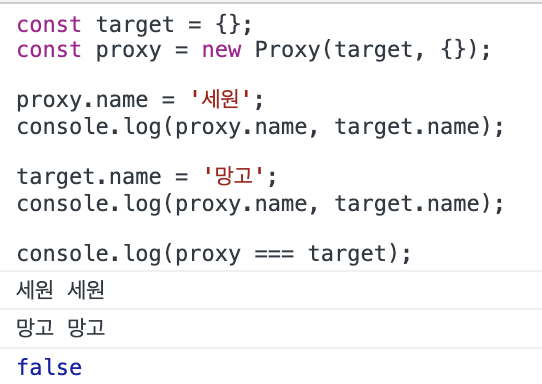 const target = {};
const proxy = new Proxy(target, {});
proxy.name = '세원';
console.log(proxy.name, target.name);
target.name = '망고';
console.log(proxy.name, target.name);
console.log(proxy === target);
세원 세원
망고 망고
false